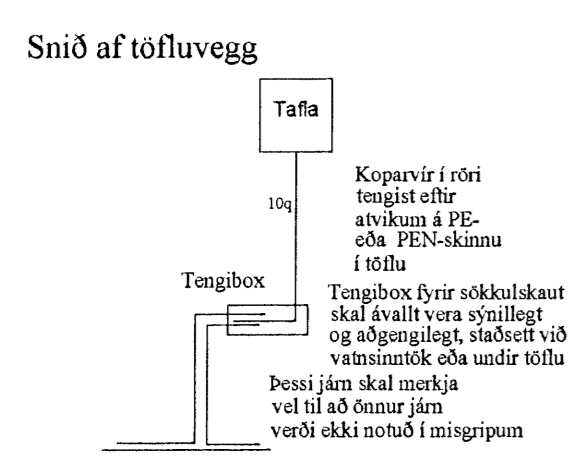 Snið af töfluvegg
Tafla
Koparvír í röri
tengist eftir
atvikum á PE-
eða PEN-skinnu
í töflu
10q
Tengibox
Tengibox fyrir sökkulskaut
skal ávallt vera sýnillegt
og aðgengilegt, staðsett við
vatnsinntök eða undir töflu
Þessi járn skal merkja
vel til að önnur járn
verði ekki notuð í misgripum